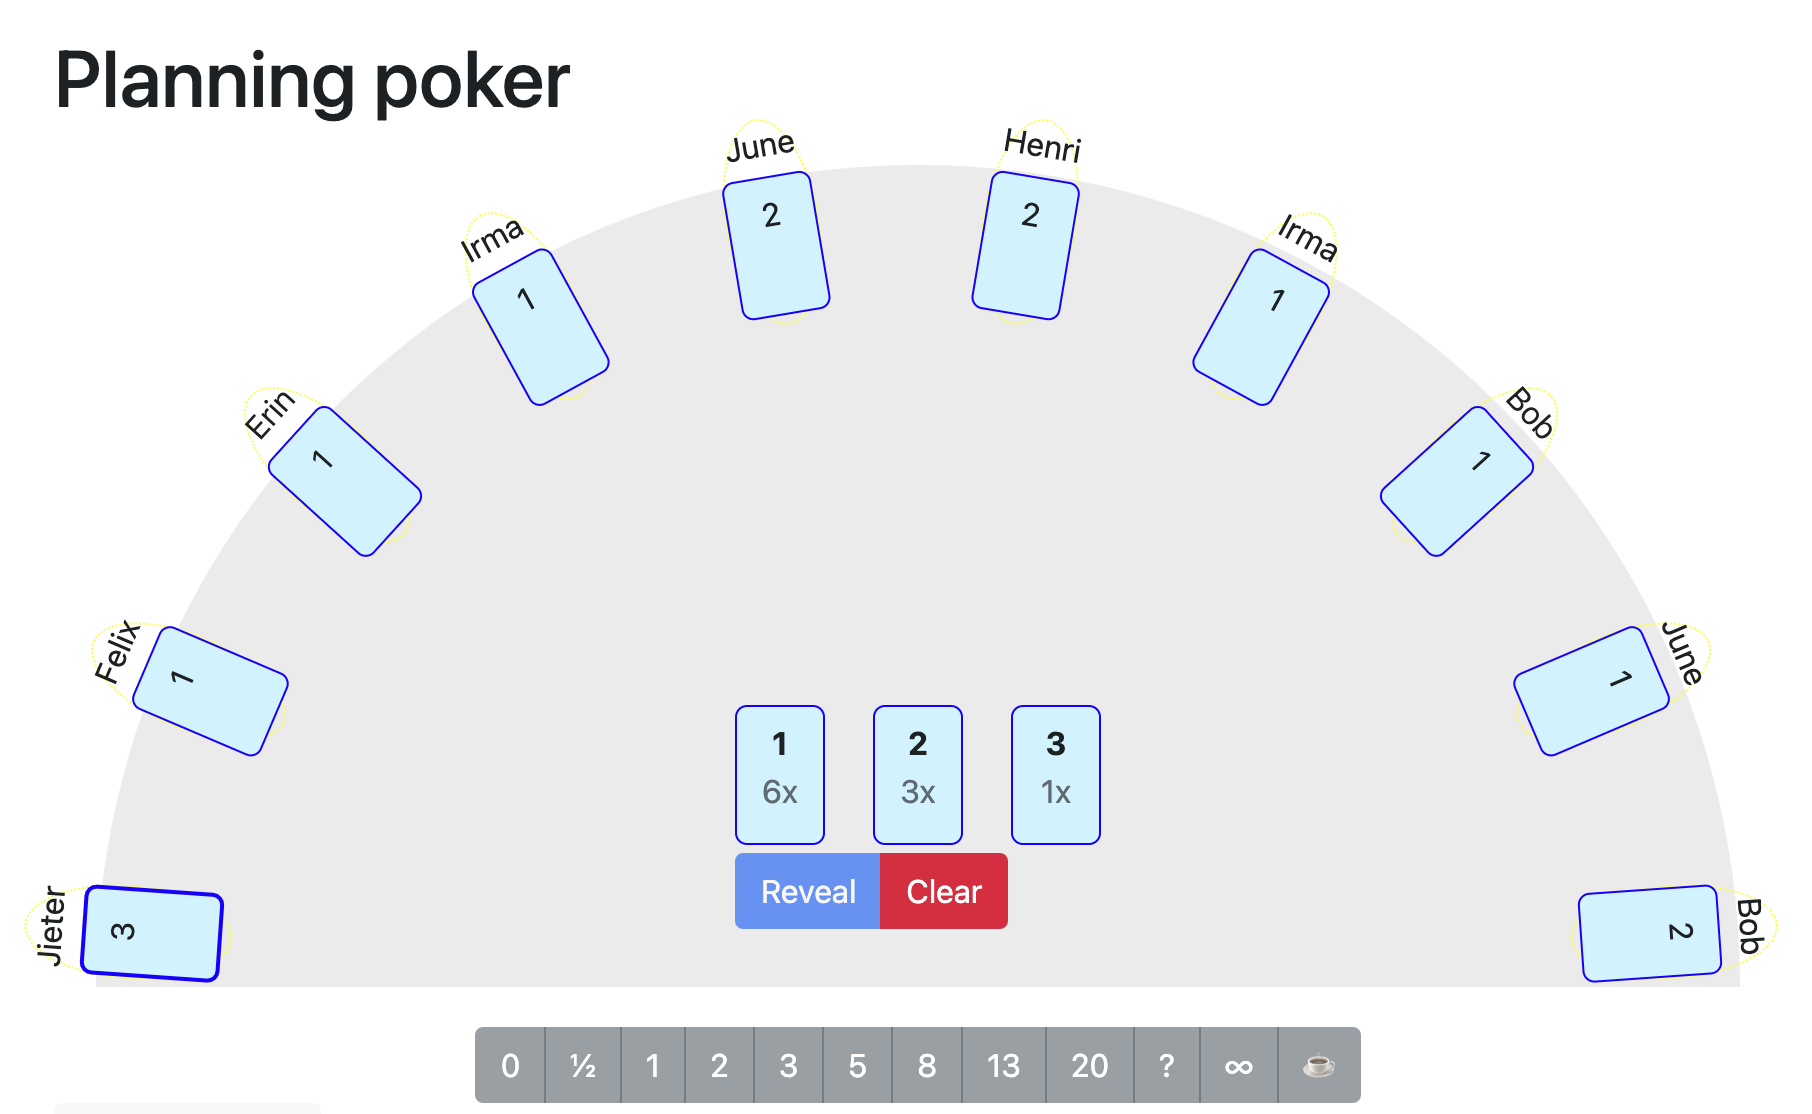 Planning poker
June
Henri
2
2
Irma
Irma
1
1
Erin
Bob
1
1
Felix
June
1
1
1
2
3
6x
3x
1x
Jieter
Reveal
Clear
Bob
3
2
0
½
1
2
3
5
8
13
20
?
∞
☕